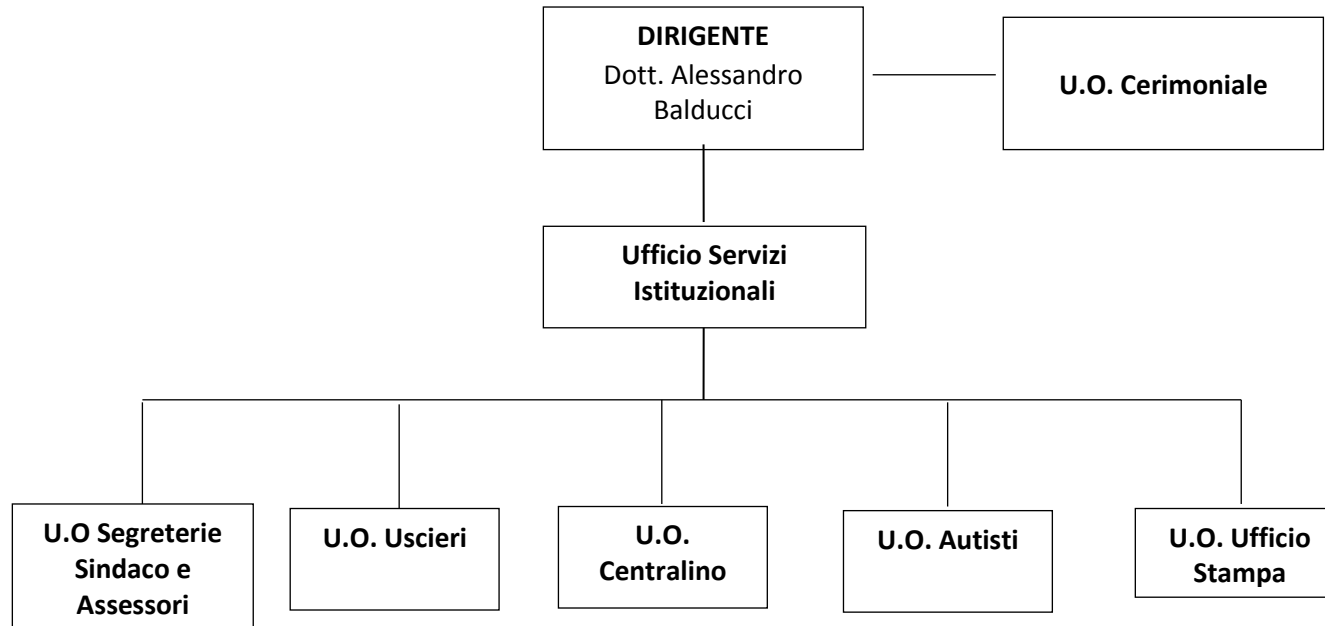 DIRIGENTE
Dott. Alessandro
Balducci
U.O. Cerimoniale
Ufficio Servizi
Istituzionali
U.O Segreterie
Sindaco e
Assessori
U.O. Uscieri
U.O.
Centralino
U.O. Autisti
U.O. Ufficio
Stampa